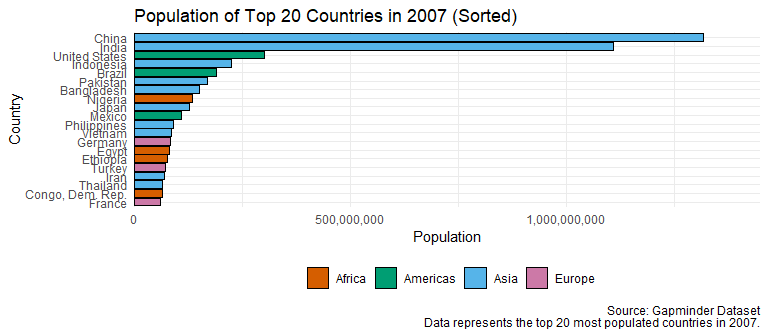 Population of Top 20 Countries in 2007 (Sorted)
Country
China
India
United States
Indonesia
Brazil
Pakistan
Bangladesh
Nigeria
Japan
Mexico
Philippines
Vietnam
Germany
Egypt
Ethiopia
Turkey
Iran
Thailand
Congo, Dem. Rep.
France
0
500,000,000
1,000,000,000
Population
Africa
Americas
Asia
Europe
Source: Gapminder Dataset
Data represents the top 20 most populated countries in 2007.